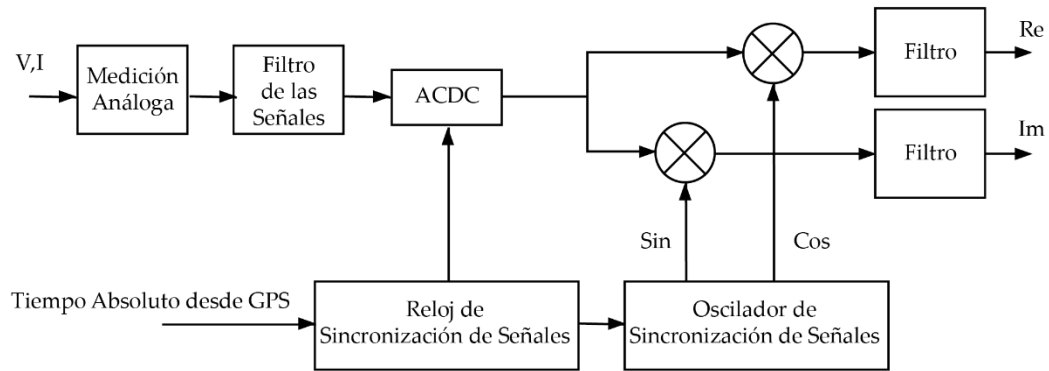 V,I
Medición
Análoga
Filtro
de las
Señales
ACDC
Filtro
Re
Filtro
Im
Sin
Cos
Tiempo Absoluto desde GPS
Reloj de
Sincronización de Señales
Oscilador de
Sincronización de Señales